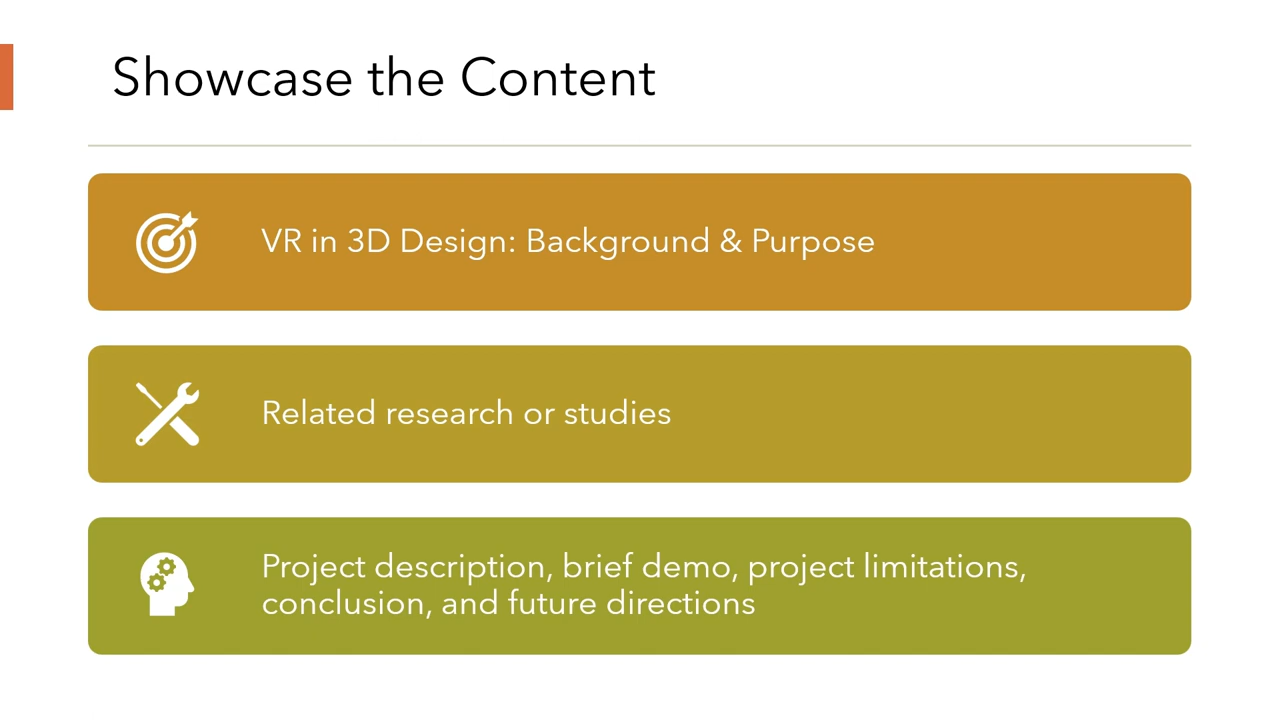 Showcase the Content
VR in 3D Design: Background & Purpose
Related research or studies
Project description, brief demo, project limitations,
conclusion, and future directions